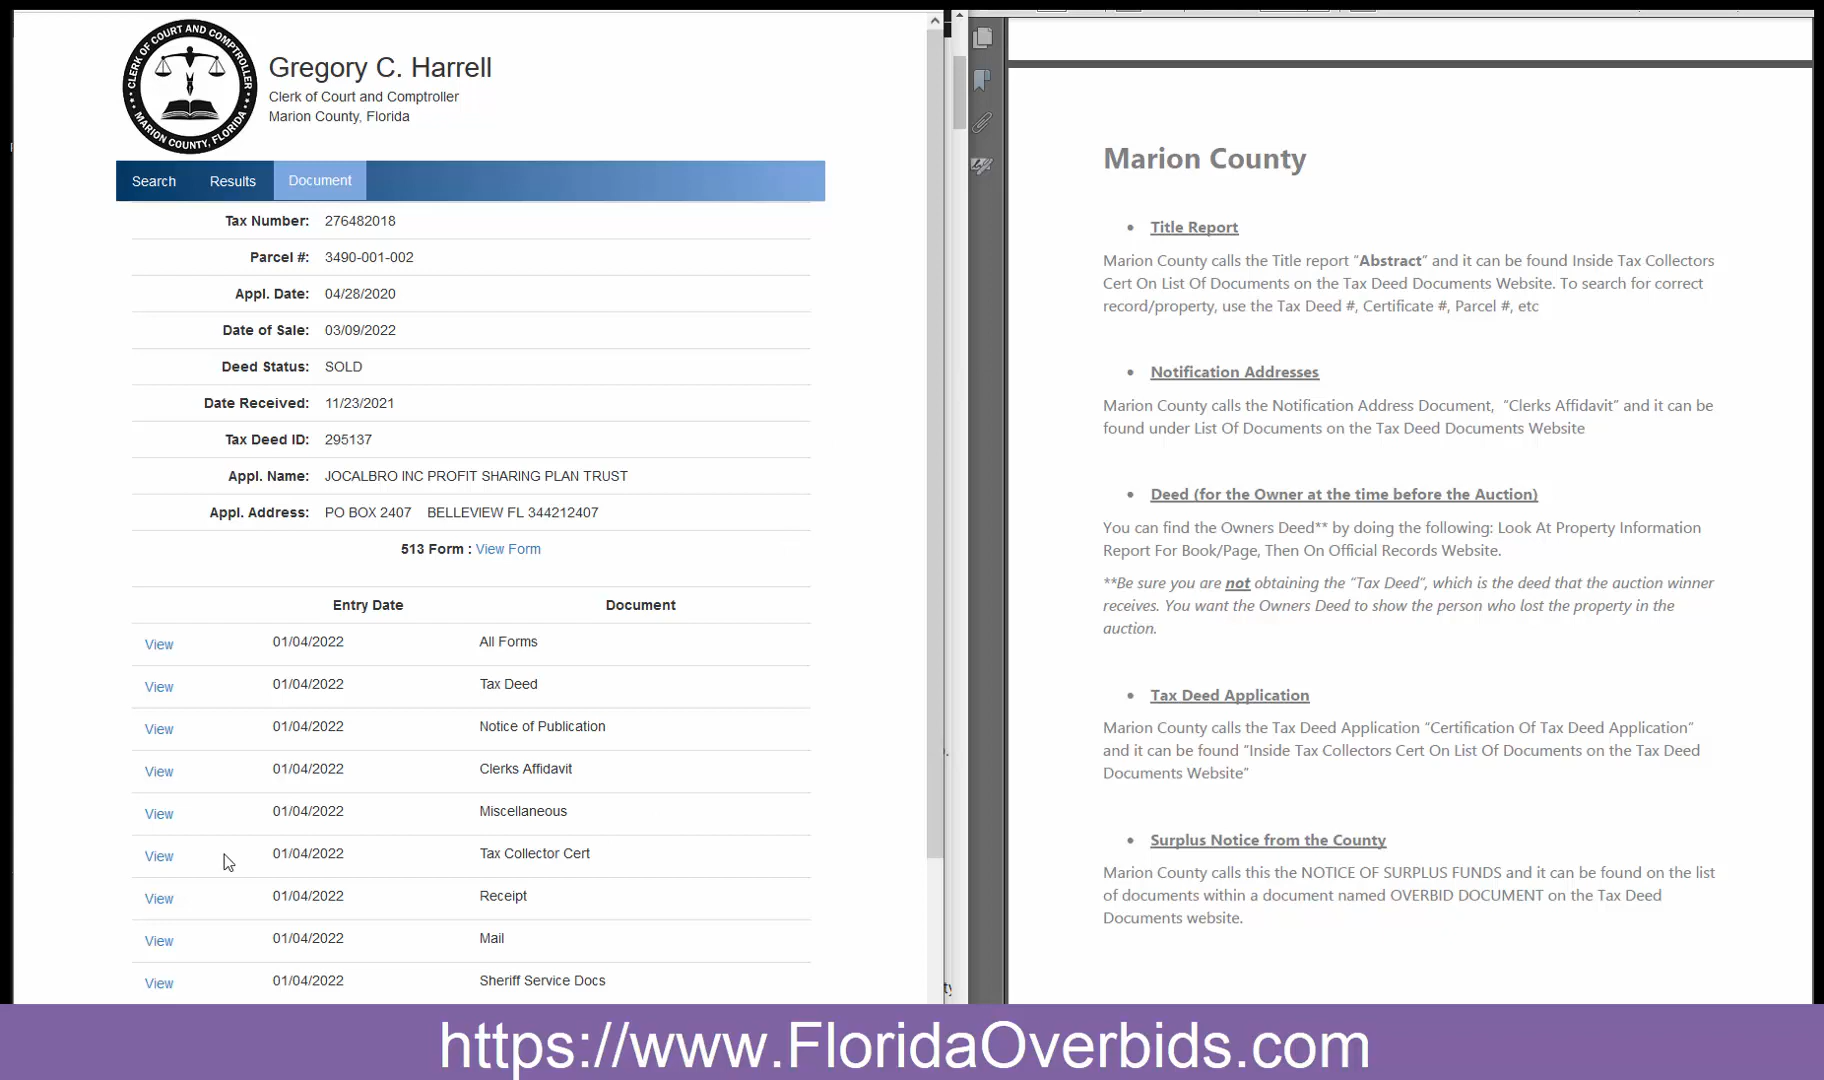 CLERK OF COURT AND COMPTROLLER
MARION COUNTY, FLORIDA
Gregory C. Harrell
Clerk of Court and Comptroller
Marion County, Florida
Search Results Document
Tax Number: 276482018
Parcel #: 3490-001-002
Appl. Date: 04/28/2020
Date of Sale: 03/09/2022
Deed Status: SOLD
Date Received: 11/23/2021
Tax Deed ID: 295137
Appl. Name: JOCALBRO INC PROFIT SHARING PLAN TRUST
Appl. Address: PO BOX 2407 BELLEVIEW FL 344212407
513 Form : View Form
Entry Date Document
View 01/04/2022 All Forms
View 01/04/2022 Tax Deed
View 01/04/2022 Notice of Publication
View 01/04/2022 Clerks Affidavit
View 01/04/2022 Miscellaneous
View 01/04/2022 Tax Collector Cert
View 01/04/2022 Receipt
View 01/04/2022 Mail
View 01/04/2022 Sheriff Service Docs
Marion County
• Title Report
Marion County calls the Title report “Abstract” and it can be found Inside Tax Collectors
Cert On List Of Documents on the Tax Deed Documents Website. To search for correct
record/property, use the Tax Deed #, Certificate #, Parcel #, etc
• Notification Addresses
Marion County calls the Notification Address Document, “Clerks Affidavit” and it can be
found under List Of Documents on the Tax Deed Documents Website
• Deed (for the Owner at the time before the Auction)
You can find the Owners Deed** by doing the following: Look At Property Information
Report For Book/Page, Then On Official Records Website.
**Be sure you are not obtaining the “Tax Deed”, which is the deed that the auction winner
receives. You want the Owners Deed to show the person who lost the property in the
auction.
• Tax Deed Application
Marion County calls the Tax Deed Application “Certification Of Tax Deed Application”
and it can be found “Inside Tax Collectors Cert On List Of Documents on the Tax Deed
Documents Website”
• Surplus Notice from the County
Marion County calls this the NOTICE OF SURPLUS FUNDS and it can be found on the list
of documents within a document named OVERBID DOCUMENT on the Tax Deed
Documents website.
https://www.FloridaOverbids.com